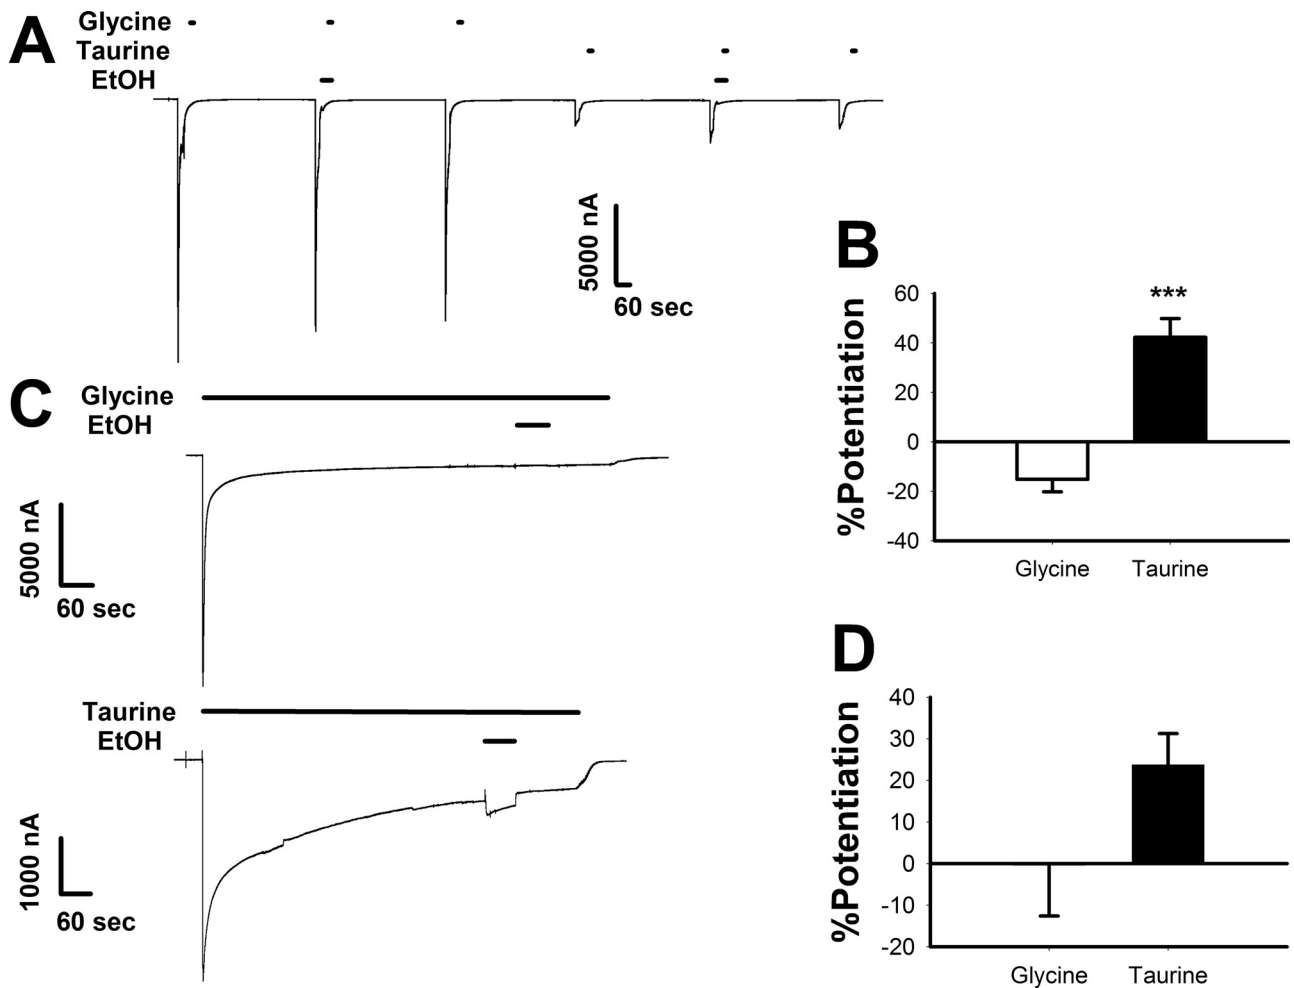 A
Glycine
Taurine
EtOH
5000 nA
60 sec
B
%Potentiation
60
40
20
0
-20
-40
***
Glycine
Taurine
C
Glycine
EtOH
5000 nA
60 sec
Taurine
EtOH
1000 nA
60 sec
D
%Potentiation
40
30
20
10
0
-10
-20
Glycine
Taurine